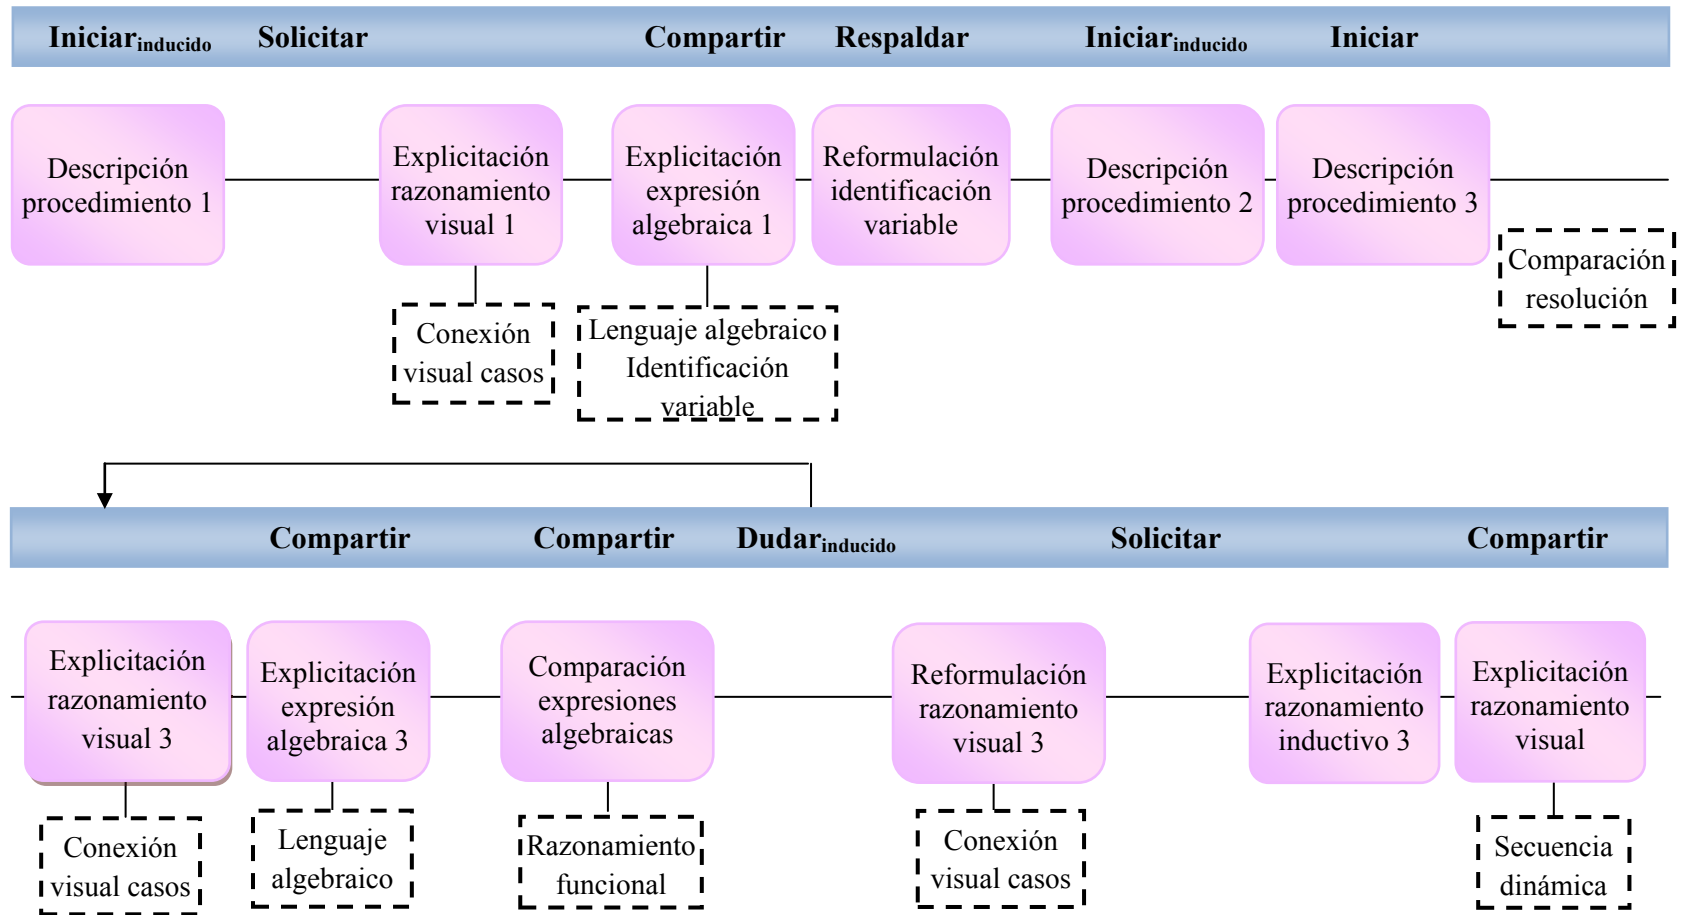 Iniciarinducido Solicitar Compartir Respaldar Iniciarinducido Iniciar
Descripción
procedimiento 1
Explicitación
razonamiento
visual 1
Explicitación
expresión
algebraica 1
Reformulación
identificación
variable
Descripción
procedimiento 2
Descripción
procedimiento 3
Comparación
resolución
Conexión
visual casos
Lenguaje algebraico
Identificación
variable
Compartir Compartir Dudarinducido Solicitar Compartir
Explicitación
razonamiento
visual 3
Explicitación
expresión
algebraica 3
Comparación
expresiones
algebraicas
Reformulación
razonamiento
visual 3
Explicitación
razonamiento
inductivo 3
Explicitación
razonamiento
visual
Conexión
visual casos
Lenguaje
algebraico
Razonamiento
funcional
Conexión
visual casos
Secuencia
dinámica